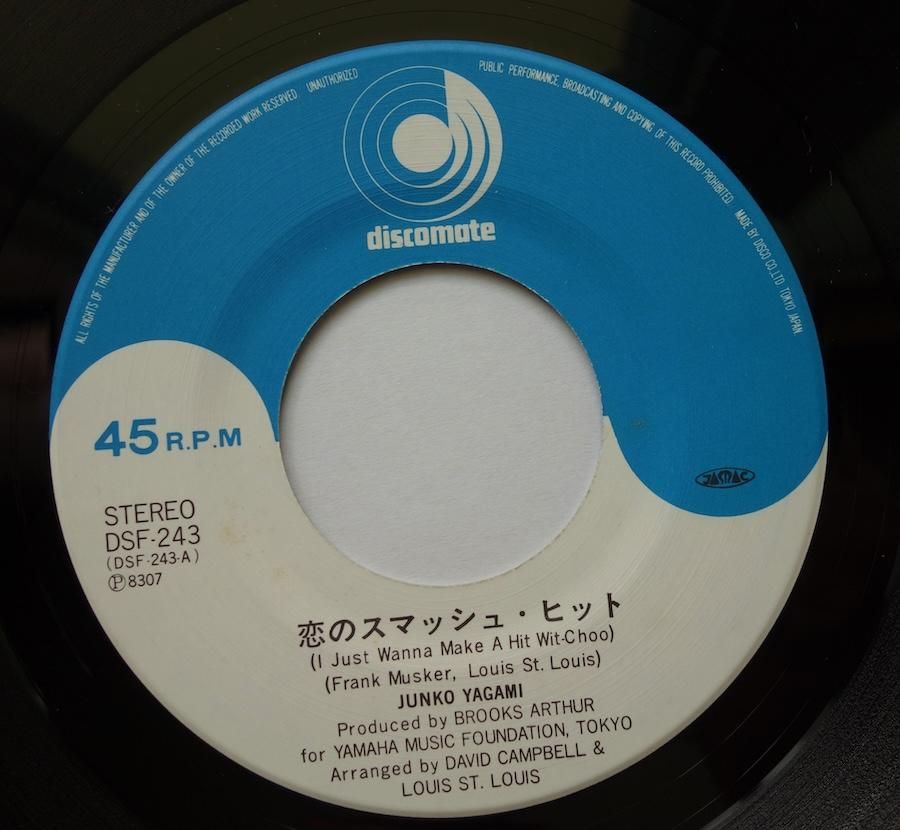 ALL RIGHTS OF THE MANUFACTURER AND OF THE OWNER OF THE RECORDED WORK RESERVED. UNAUTHORIZED PUBLIC PERFORMANCE, BROADCASTING AND COPYING OF THIS RECORD PROHIBITED. MADE BY DISCO CO., LTD. TOKYO JAPAN.
discomate
45 R.P.M
JASRAC
STEREO
DSF-243
(DSF-243-A)
Ⓟ8307
恋のスマッシュ・ヒット
(I Just Wanna Make A Hit Wit-Choo)
(Frank Musker, Louis St. Louis)
JUNKO YAGAMI
Produced by BROOKS ARTHUR
for YAMAHA MUSIC FOUNDATION, TOKYO
Arranged by DAVID CAMPBELL &
LOUIS ST. LOUIS